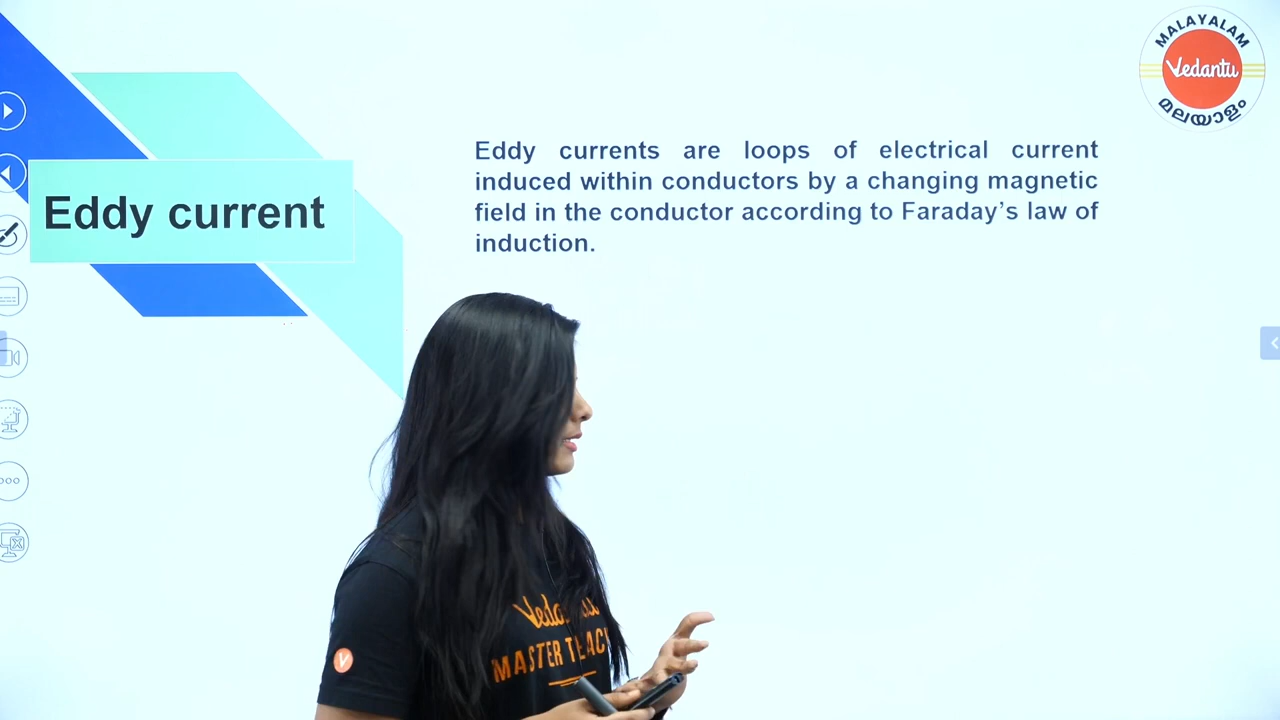 MALAYALAM
Vedantu
മലയാളം
Eddy current
Eddy currents are loops of electrical current
induced within conductors by a changing magnetic
field in the conductor according to Faraday’s law of
induction.
MASTER
V